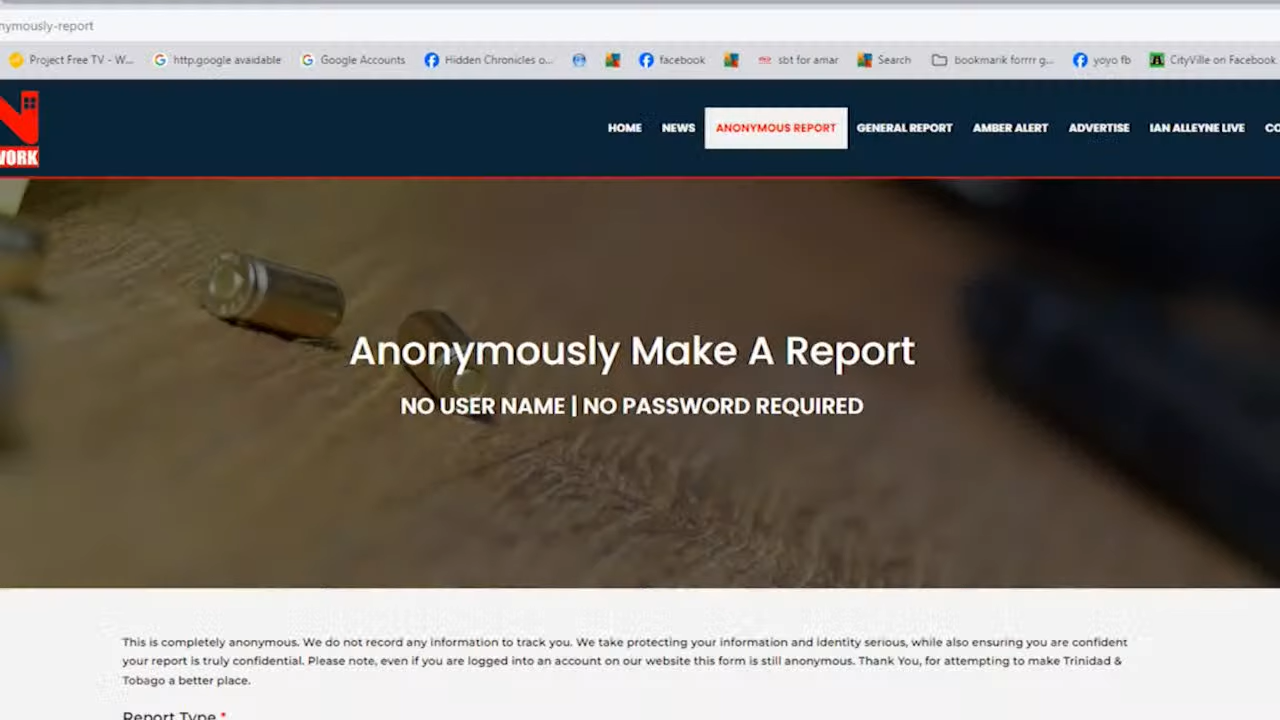 nymously-report
Project Free TV - W... http.google avaidable Google Accounts Hidden Chronicles o... facebook sbt for amar Search bookmarik forrrr g... yoyo fb CityVille on Facebook
N
WORK
HOME NEWS ANONYMOUS REPORT GENERAL REPORT AMBER ALERT ADVERTISE IAN ALLEYNE LIVE CO
Anonymously Make A Report
NO USER NAME | NO PASSWORD REQUIRED
This is completely anonymous. We do not record any information to track you. We take protecting your information and identity serious, while also ensuring you are confident
your report is truly confidential. Please note, even if you are logged into an account on our website this form is still anonymous. Thank You, for attempting to make Trinidad &
Tobago a better place.
Report Type *